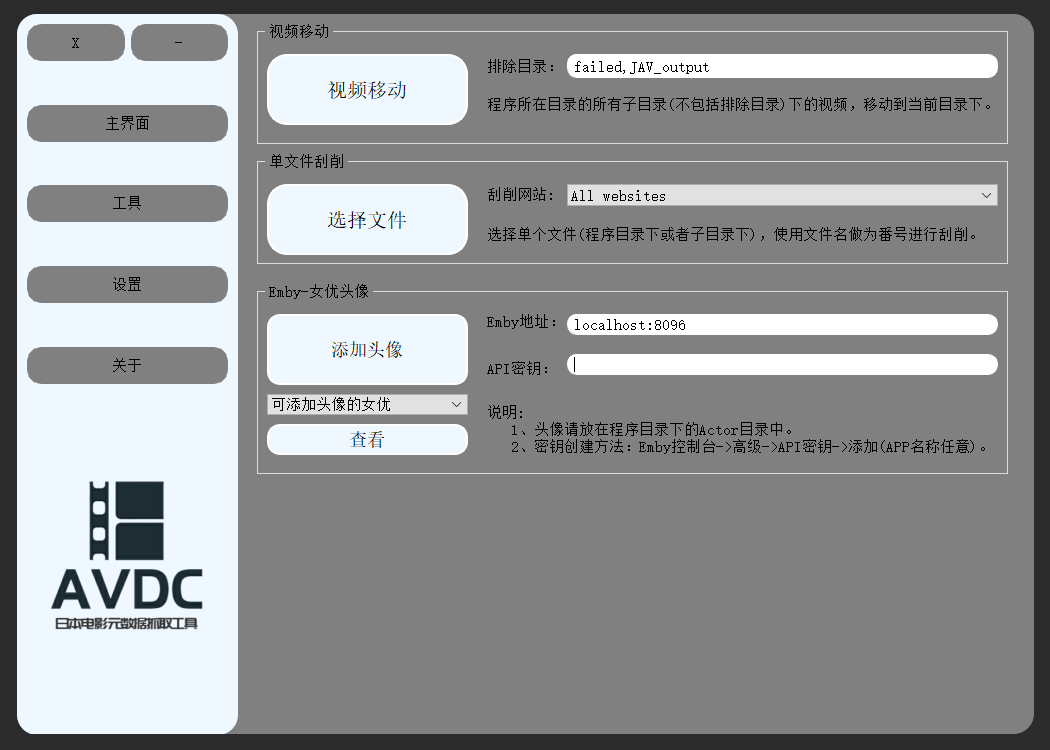 X
-
主界面
工具
设置
关于
AVDC
日本电影元数据抓取工具
视频移动
视频移动
排除目录：
failed,JAV_output
程序所在目录的所有子目录(不包括排除目录)下的视频，移动到当前目录下。
单文件刮削
选择文件
刮削网站：
All websites
选择单个文件(程序目录下或者子目录下)，使用文件名做为番号进行刮削。
Emby-女优头像
添加头像
Emby地址：
localhost:8096
API密钥：
可添加头像的女优
查看
说明：
1、头像请放在程序目录下的Actor目录中。
2、密钥创建方法：Emby控制台->高级->API密钥->添加(APP名称任意)。